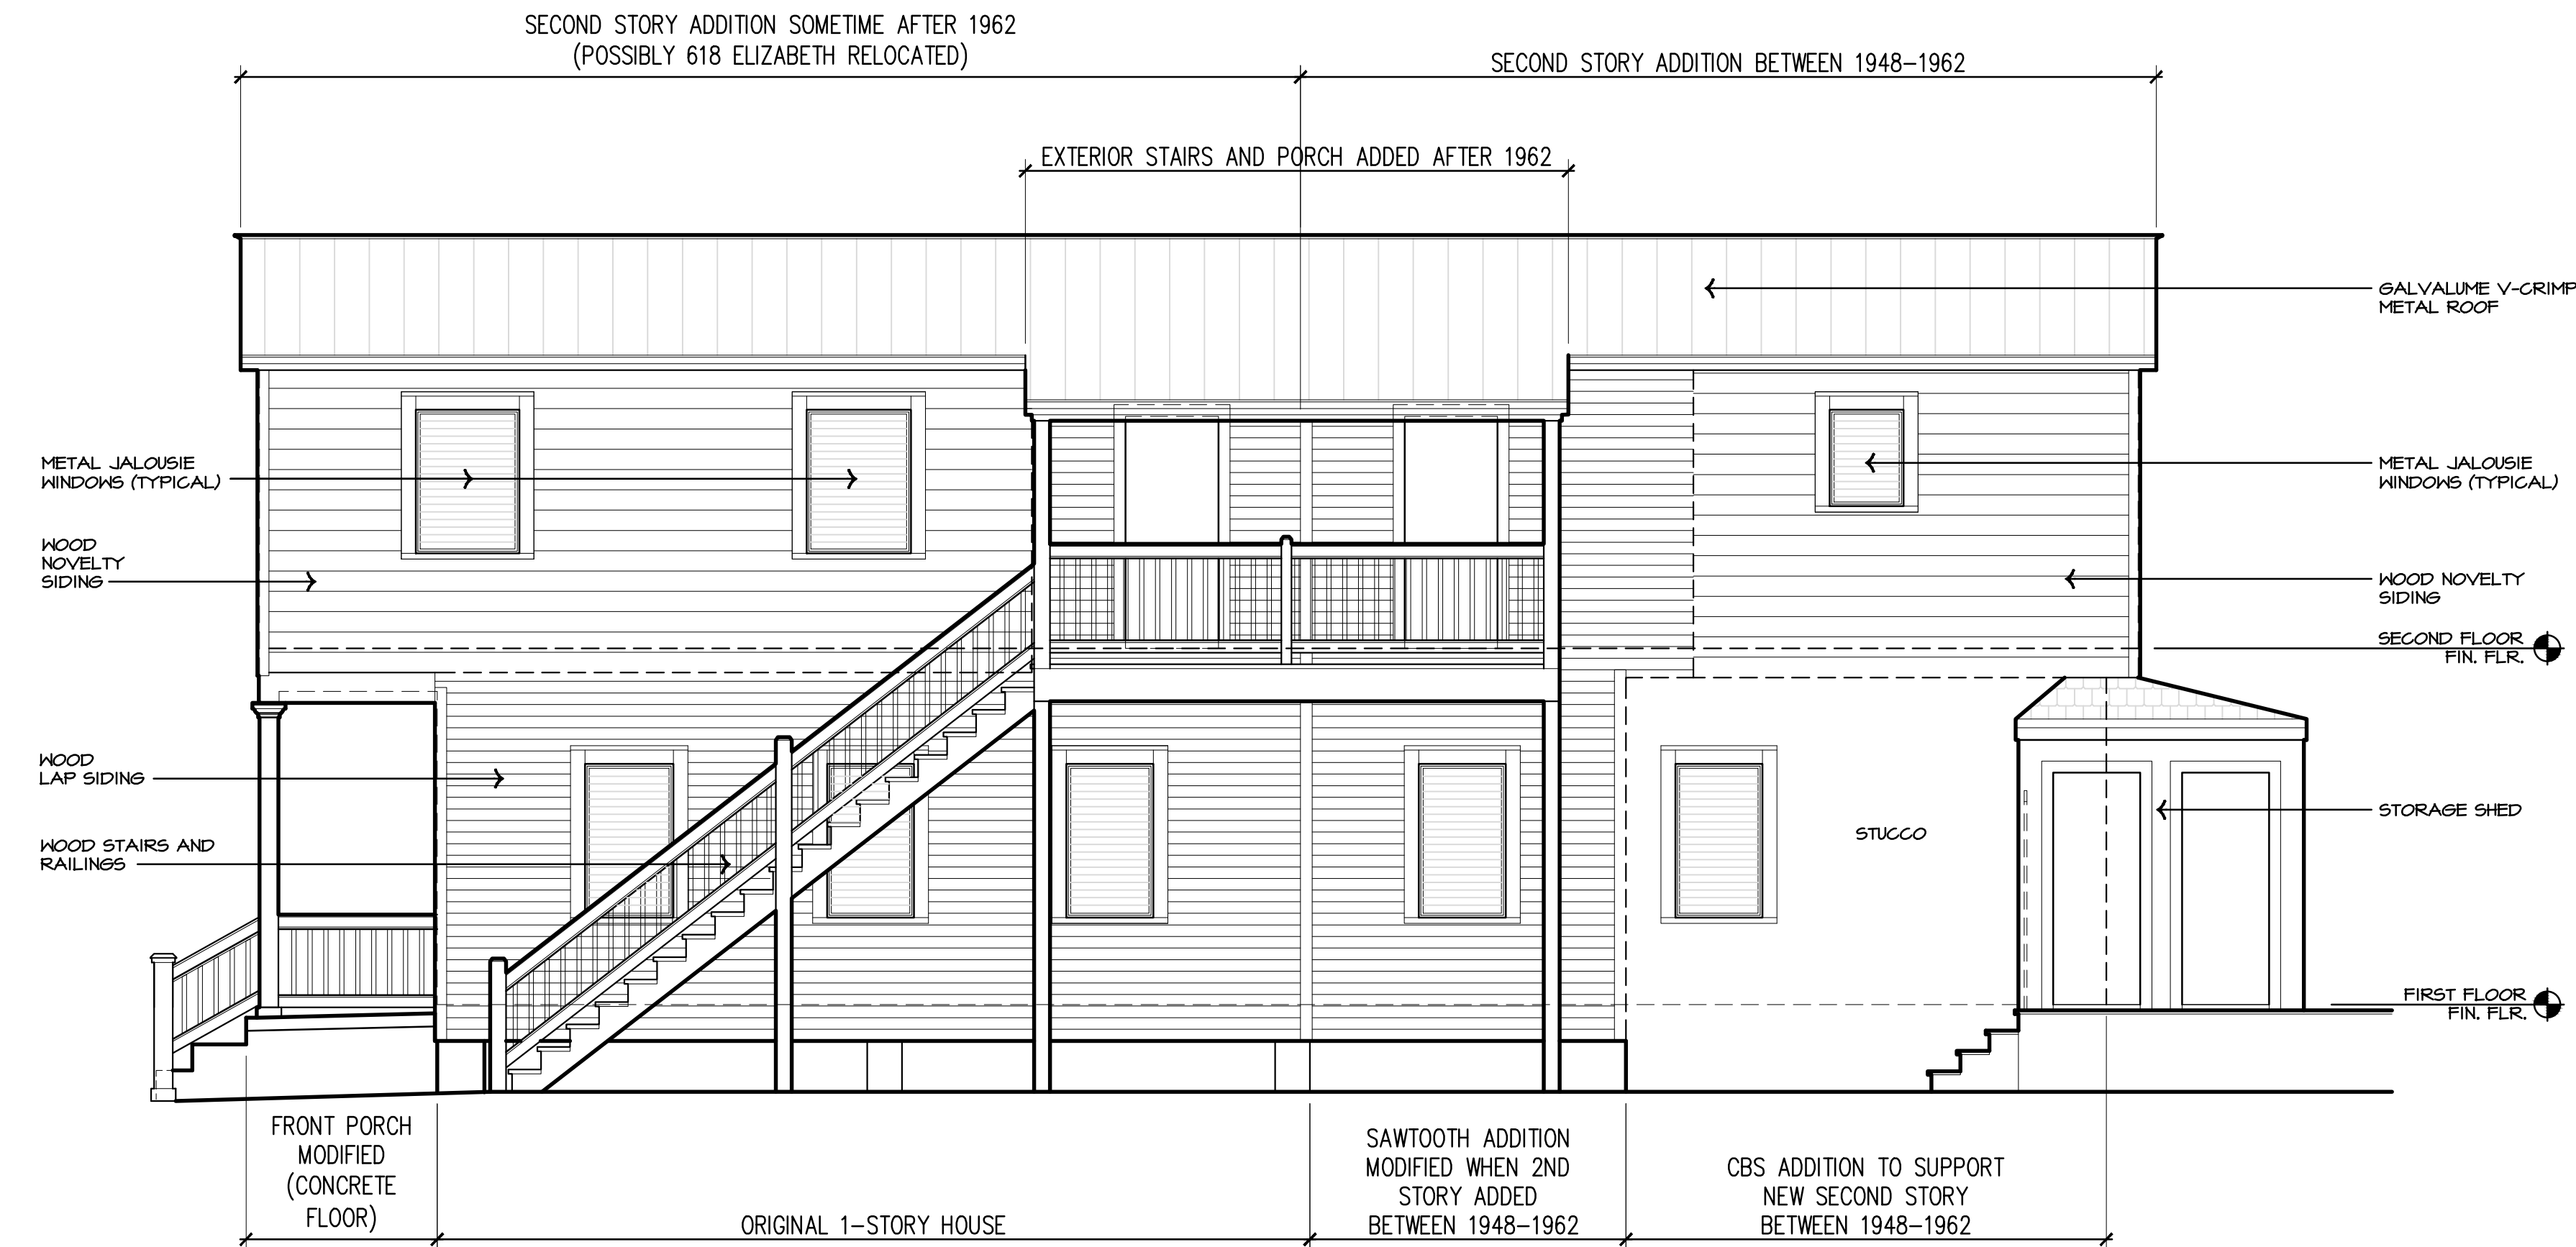 SECOND STORY ADDITION SOMETIME AFTER 1962
(POSSIBLY 618 ELIZABETH RELOCATED)
SECOND STORY ADDITION BETWEEN 1948-1962
EXTERIOR STAIRS AND PORCH ADDED AFTER 1962
GALVALUME V-CRIMP
METAL ROOF
METAL JALOUSIE
WINDOWS (TYPICAL)
METAL JALOUSIE
WINDOWS (TYPICAL)
WOOD
NOVELTY
SIDING
WOOD NOVELTY
SIDING
SECOND FLOOR
FIN. FLR.
WOOD
LAP SIDING
STORAGE SHED
STUCCO
WOOD STAIRS AND
RAILINGS
FIRST FLOOR
FIN. FLR.
FRONT PORCH
MODIFIED
(CONCRETE
FLOOR)
ORIGINAL 1-STORY HOUSE
SAWTOOTH ADDITION
MODIFIED WHEN 2ND
STORY ADDED
BETWEEN 1948-1962
CBS ADDITION TO SUPPORT
NEW SECOND STORY
BETWEEN 1948-1962